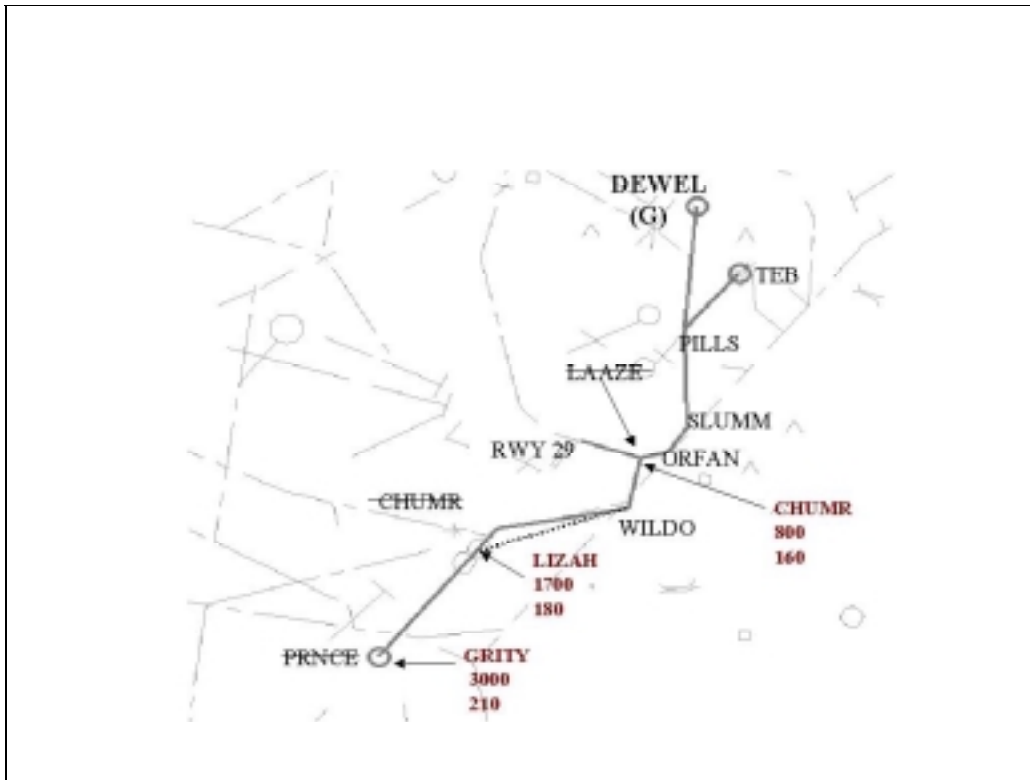 DEWEL
(G)
TEB
PILLS
LAAZE
SLUMM
RWY 29
ORFAN
CHUMR
CHUMR
800
160
WILDO
LIZAH
1700
180
PRNCE
GRITY
3000
210